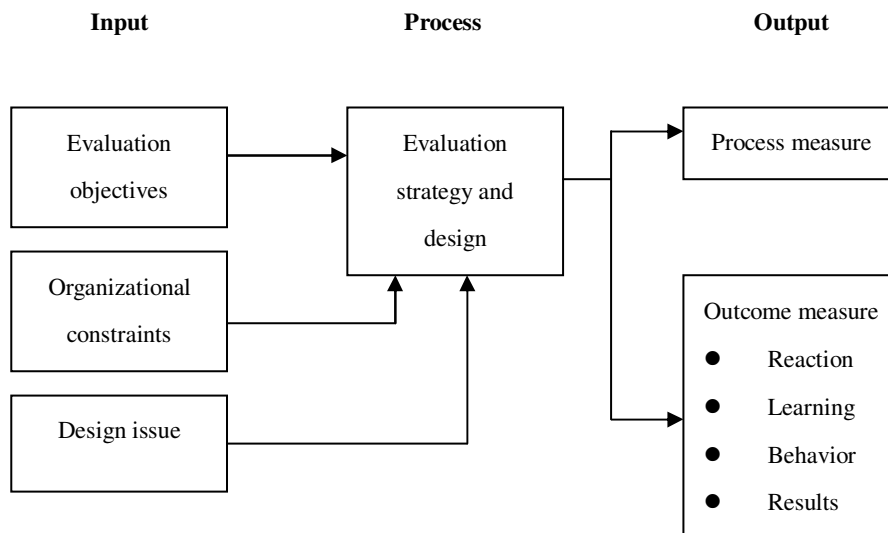 Input Process Output
Evaluation
objectives
Organizational
constraints
Design issue
Evaluation
strategy and
design
Process measure
Outcome measure
● Reaction
● Learning
● Behavior
● Results